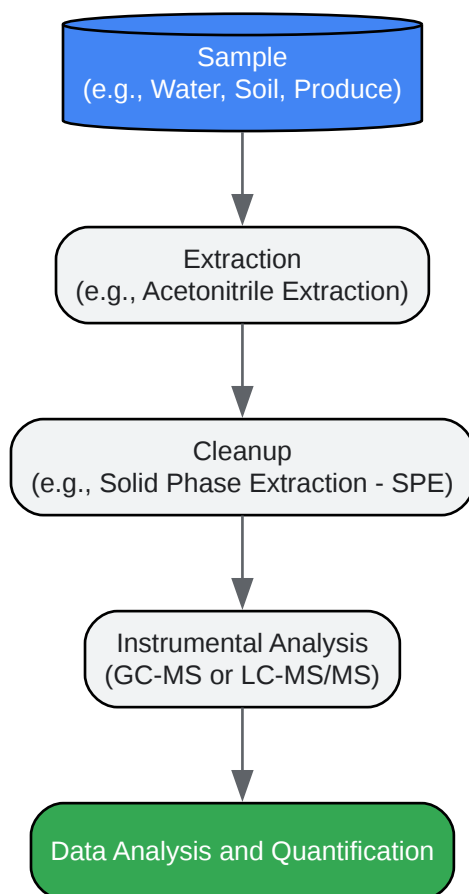 Sample
(e.g., Water, Soil, Produce)
Extraction
(e.g., Acetonitrile Extraction)
Cleanup
(e.g., Solid Phase Extraction - SPE)
Instrumental Analysis
(GC-MS or LC-MS/MS)
Data Analysis and Quantification